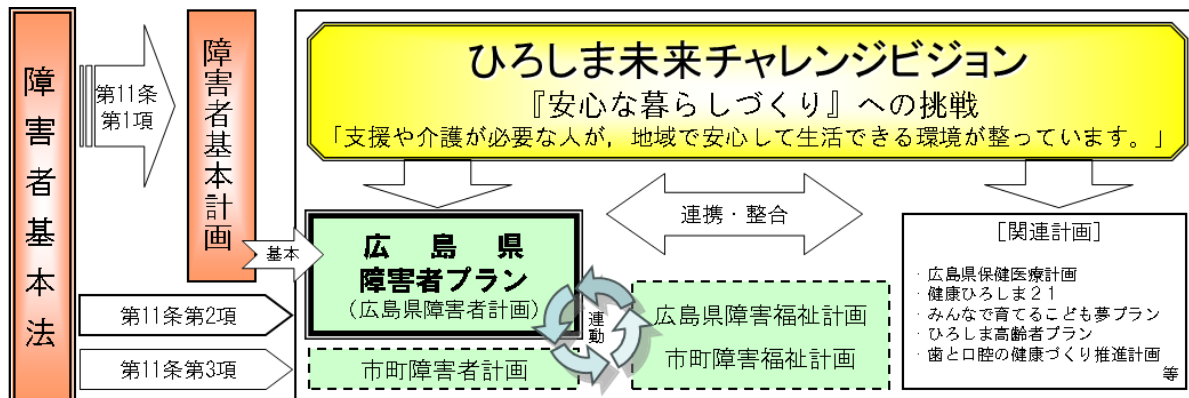 障害者基本法
第11条
第1項
障害者基本計画
ひろしま未来チャレンジビジョン
『安心な暮らしづくり』への挑戦
「支援や介護が必要な人が，地域で安心して生活できる環境が整っています。」
基本
広島県
障害者プラン
(広島県障害者計画)
連携・整合
[関連計画]
・広島県保健医療計画
・健康ひろしま２１
・みんなで育てるこども夢プラン
・ひろしま高齢者プラン
・歯と口腔の健康づくり推進計画
等
第11条第2項
連動
広島県障害福祉計画
市町障害福祉計画
第11条第3項
市町障害者計画